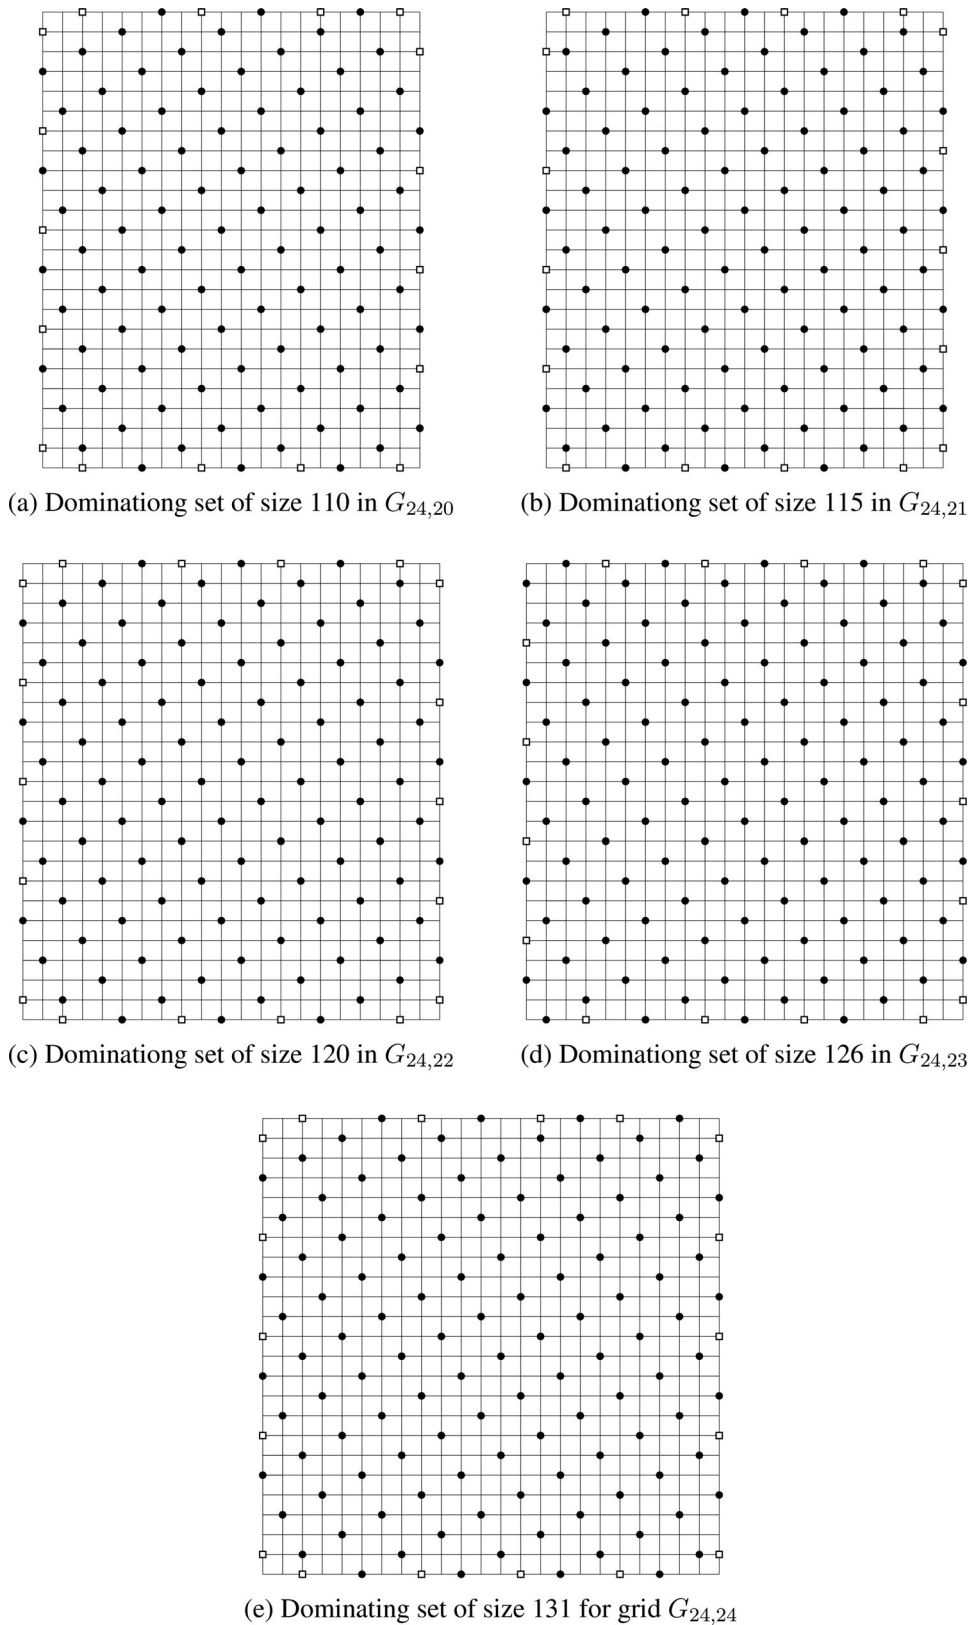 (a) Dominationg set of size 110 in G24,20
(b) Dominationg set of size 115 in G24,21
(c) Dominationg set of size 120 in G24,22
(d) Dominationg set of size 126 in G24,23
(e) Dominating set of size 131 for grid G24,24